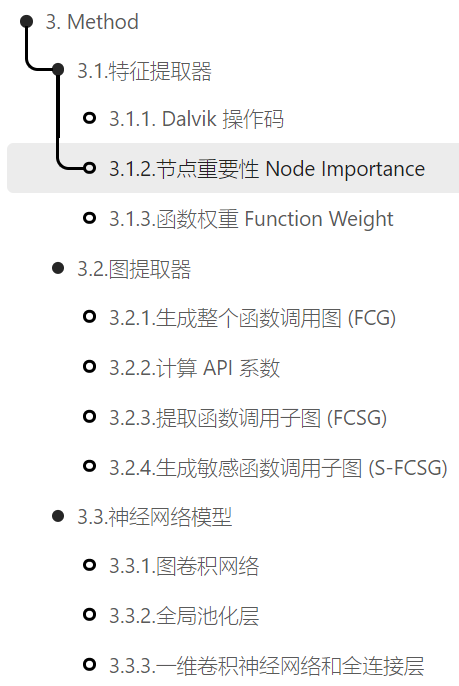 3. Method
3.1.特征提取器
3.1.1. Dalvik 操作码
3.1.2.节点重要性 Node Importance
3.1.3.函数权重 Function Weight
3.2.图提取器
3.2.1.生成整个函数调用图 (FCG)
3.2.2.计算 API 系数
3.2.3.提取函数调用子图 (FCSG)
3.2.4.生成敏感函数调用子图 (S-FCSG)
3.3.神经网络模型
3.3.1.图卷积网络
3.3.2.全局池化层
3.3.3.一维卷积神经网络和全连接层